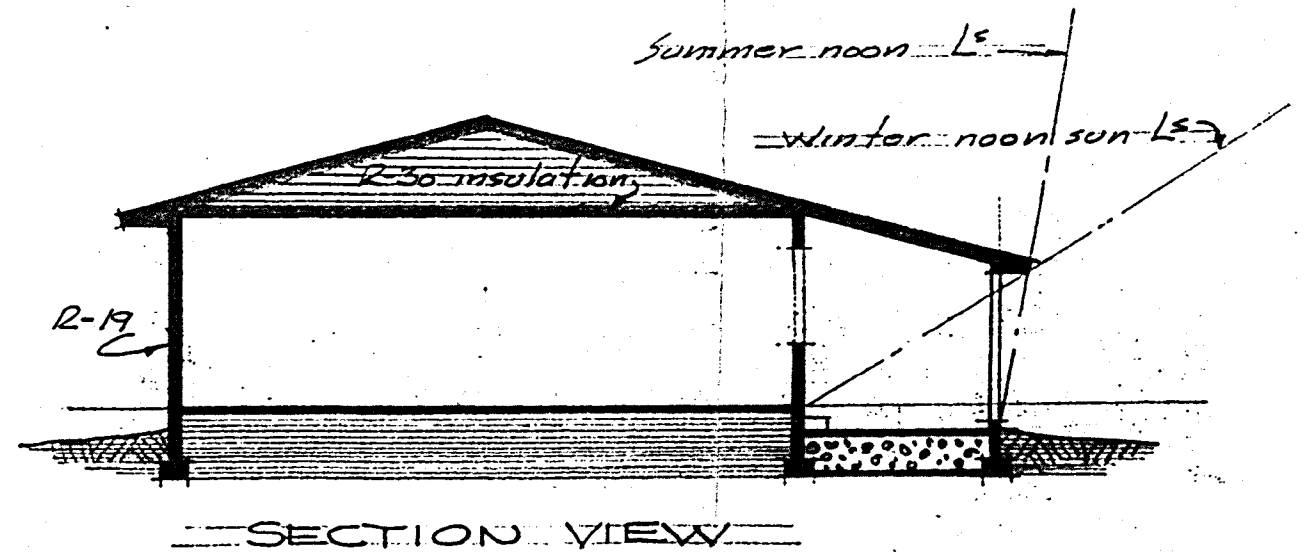 Summer noon L s
Winter noon sun L s
R-30 insulation
R-19
SECTION VIEW